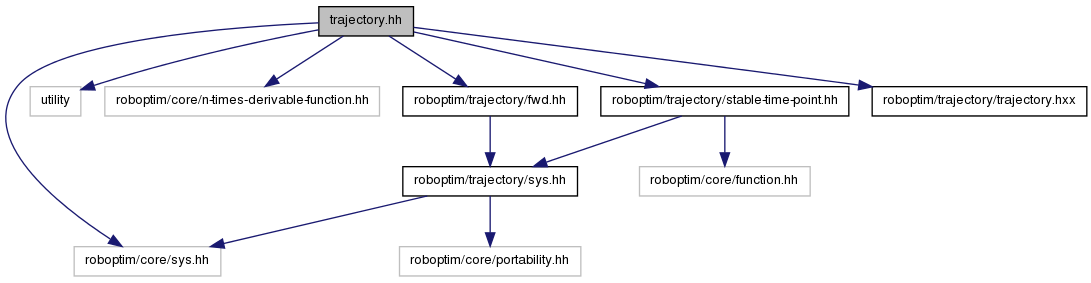 trajectory.hh
utility
roboptim/core/n-times-derivable-function.hh
roboptim/trajectory/fwd.hh
roboptim/trajectory/stable-time-point.hh
roboptim/trajectory/trajectory.hxx
roboptim/trajectory/sys.hh
roboptim/core/function.hh
roboptim/core/sys.hh
roboptim/core/portability.hh